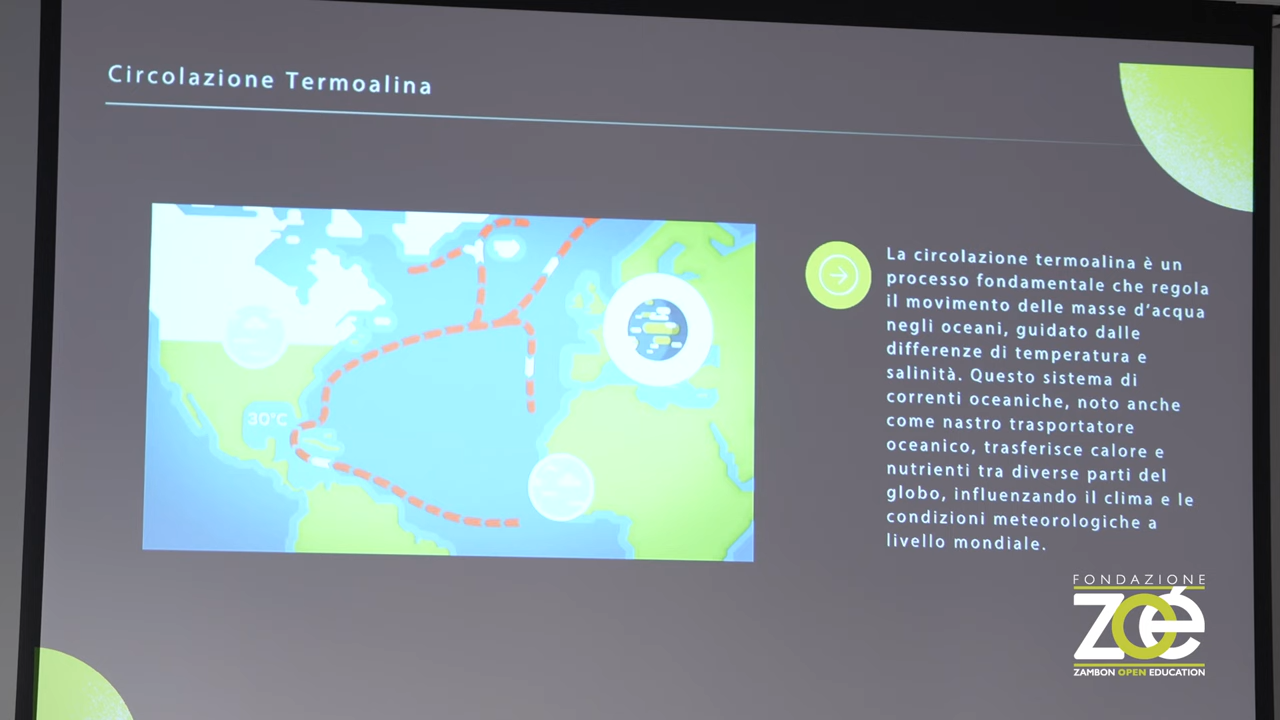 Circolazione Termoalina
30°C
La circolazione termoalina è un
processo fondamentale che regola
il movimento delle masse d'acqua
negli oceani, guidato dalle
differenze di temperatura e
salinità. Questo sistema di
correnti oceaniche, noto anche
come nastro trasportatore
oceanico, trasferisce calore e
nutrienti tra diverse parti del
globo, influenzando il clima e le
condizioni meteorologiche a
livello mondiale.
FONDAZIONE
Zoé
ZAMBON OPEN EDUCATION